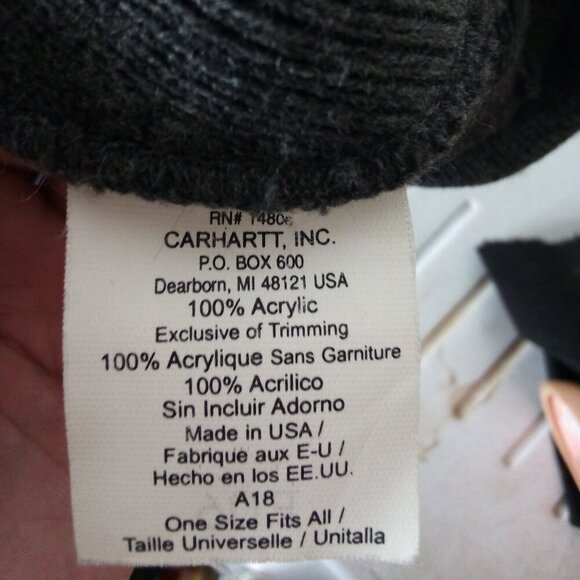 RN# 14806
CARHARTT, INC.
P.O. BOX 600
Dearborn, MI 48121 USA
100% Acrylic
Exclusive of Trimming
100% Acrylique Sans Garniture
100% Acrilico
Sin Incluir Adorno
Made in USA /
Fabrique aux E-U /
Hecho en los EE.UU.
A18
One Size Fits All /
Taille Universelle / Unitalla